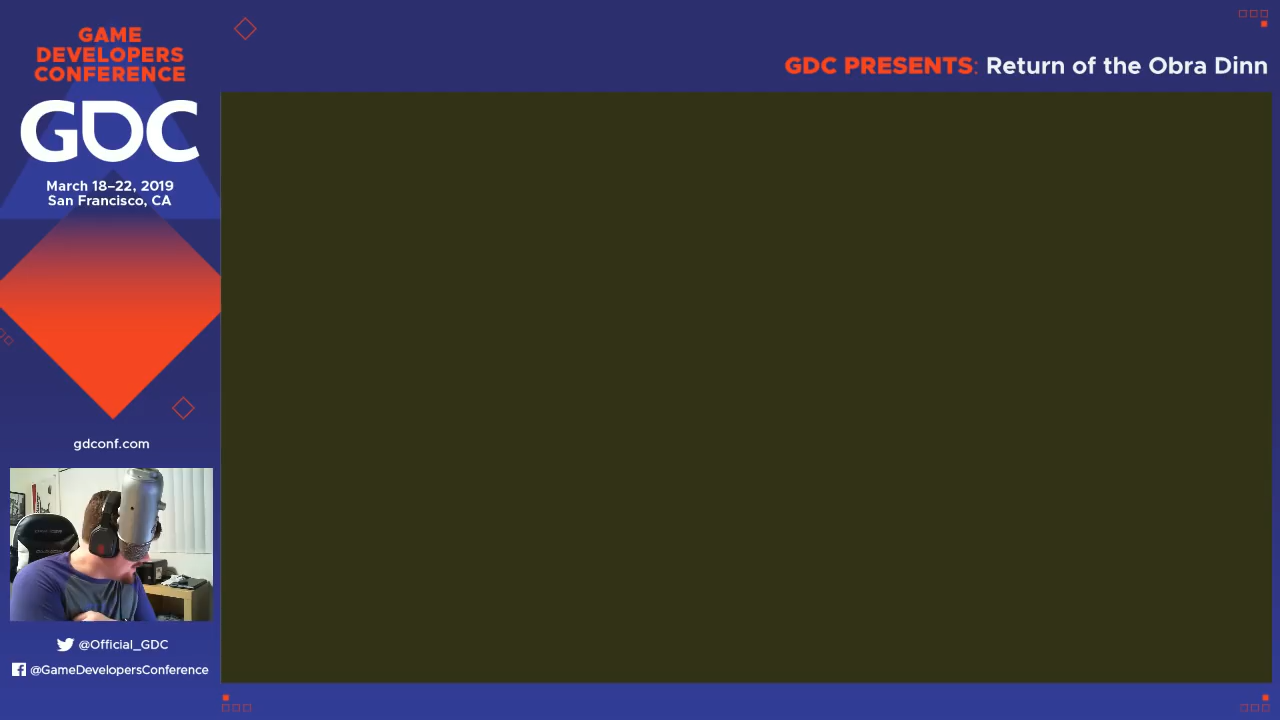 GAME
DEVELOPERS
CONFERENCE
GDC
March 18–22, 2019
San Francisco, CA
GDC PRESENTS: Return of the Obra Dinn
gdconf.com
@Official_GDC
@GameDevelopersConference